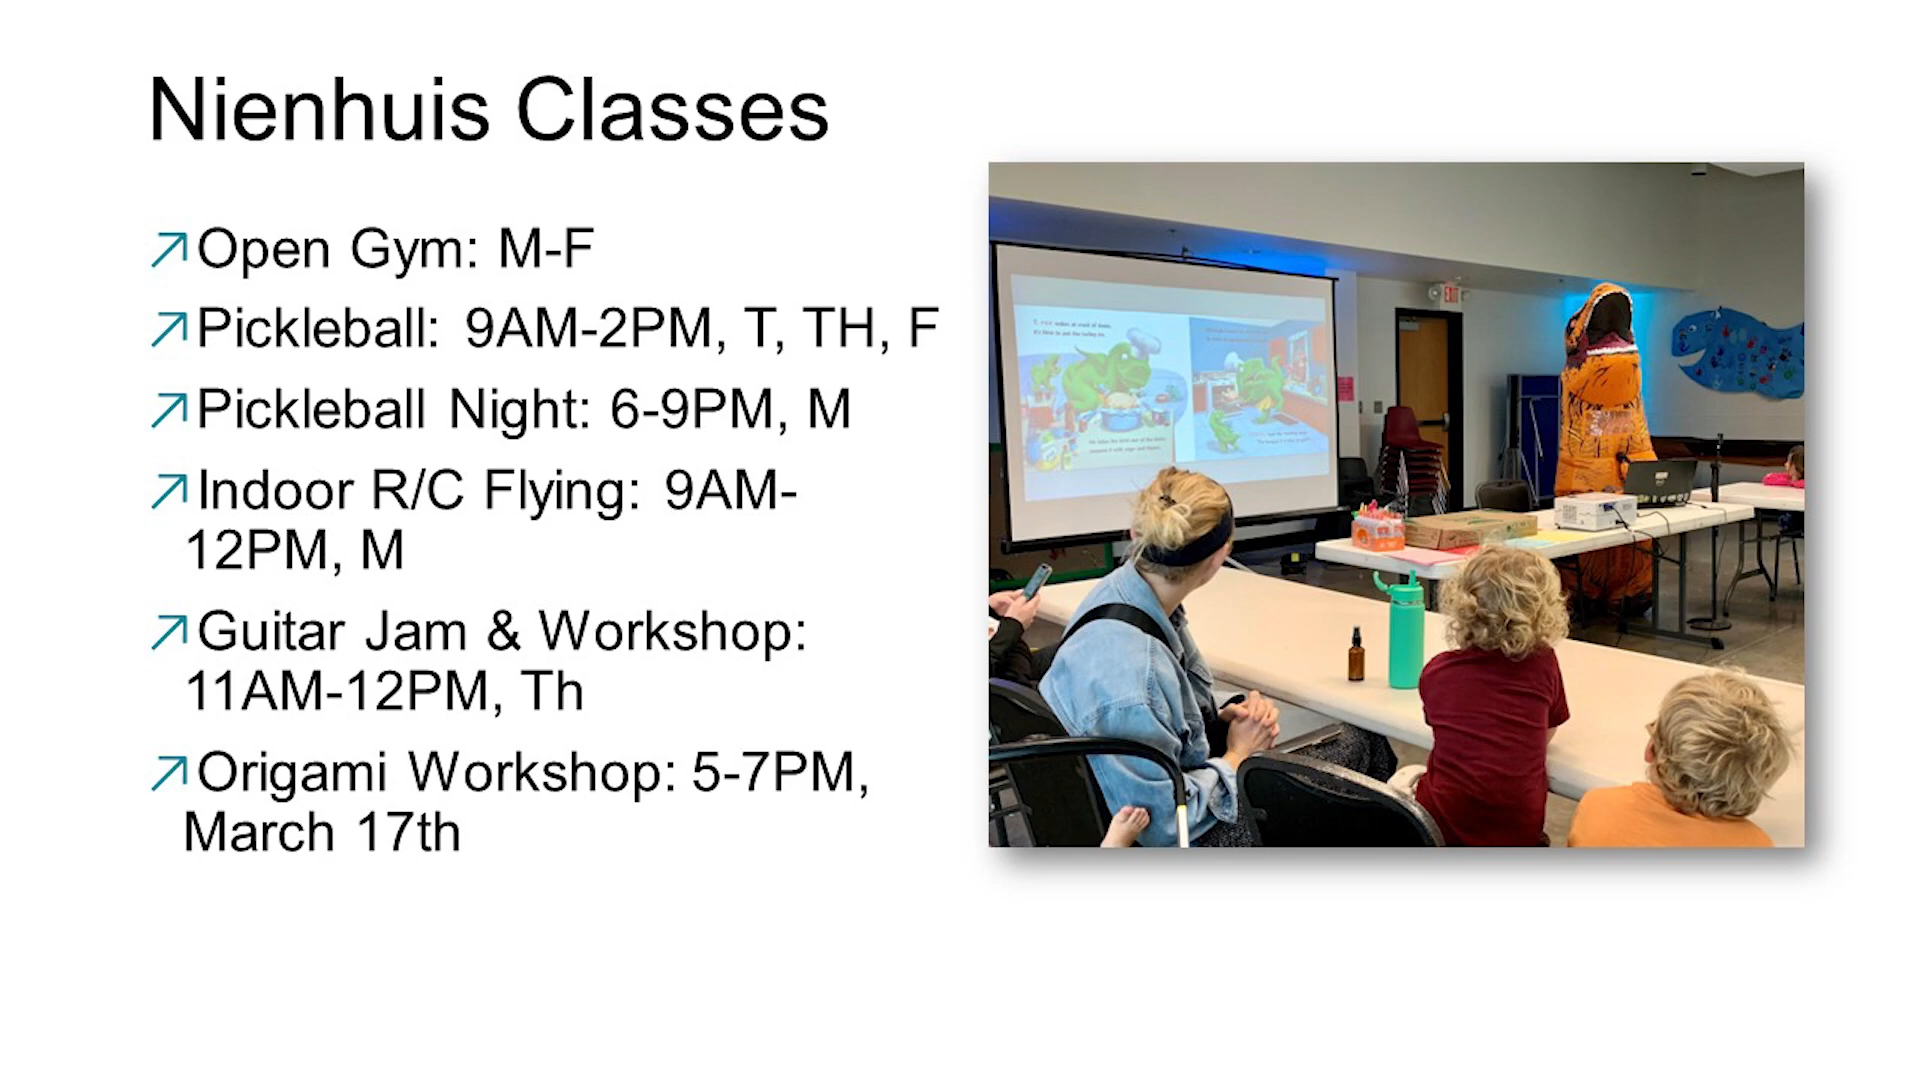 Nienhuis Classes
Open Gym: M-F
Pickleball: 9AM-2PM, T, TH, F
Pickleball Night: 6-9PM, M
Indoor R/C Flying: 9AM-
12PM, M
Guitar Jam & Workshop:
11AM-12PM, Th
Origami Workshop: 5-7PM,
March 17th